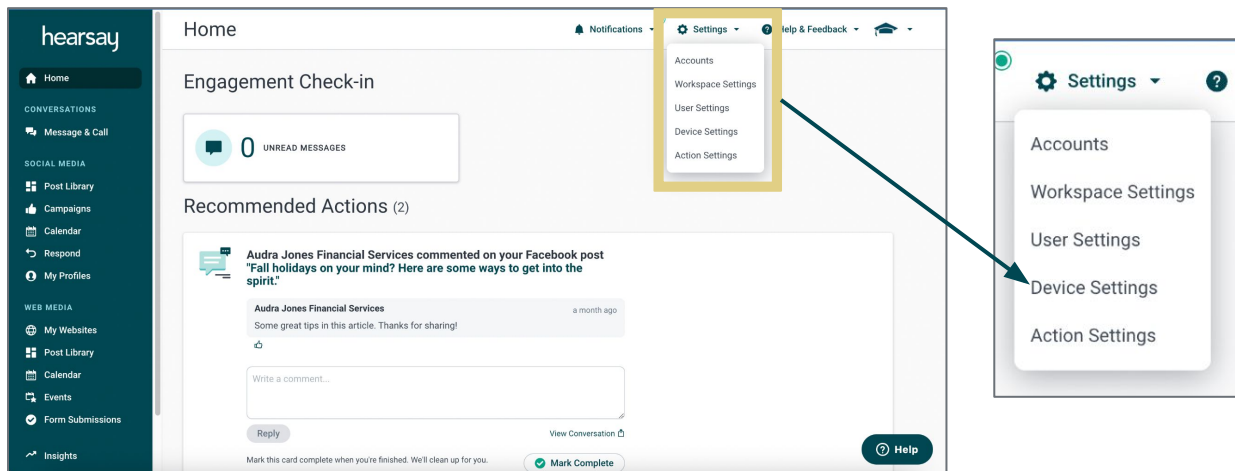 hearsay
Home
CONVERSATIONS
Message & Call
SOCIAL MEDIA
Post Library
Campaigns
Calendar
Respond
My Profiles
WEB MEDIA
My Websites
Post Library
Calendar
Events
Form Submissions
Insights
Home
Notifications
Settings
Help & Feedback
Accounts
Workspace Settings
User Settings
Device Settings
Action Settings
Engagement Check-in
0 UNREAD MESSAGES
Recommended Actions (2)
Audra Jones Financial Services commented on your Facebook post
"Fall holidays on your mind? Here are some ways to get into the
spirit."
Audra Jones Financial Services a month ago
Some great tips in this article. Thanks for sharing!
Write a comment...
Reply View Conversation
Mark this card complete when you're finished. We'll clean up for you. Mark Complete
Help
Settings
Accounts
Workspace Settings
User Settings
Device Settings
Action Settings